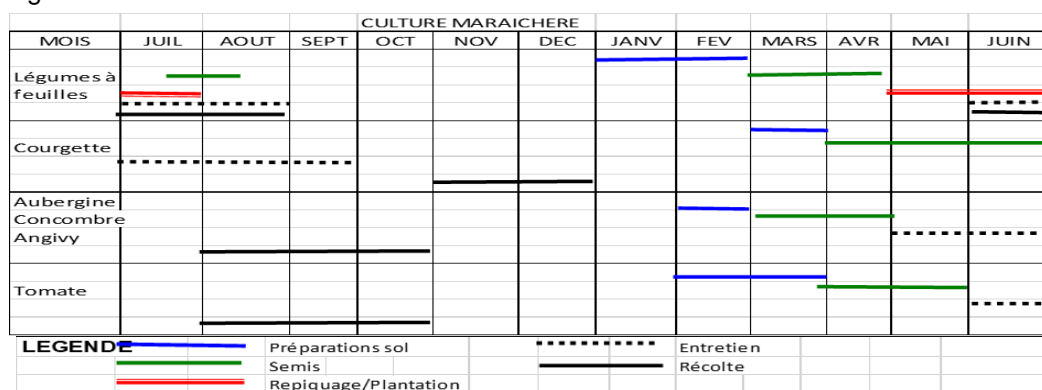 CULTURE MARAICHERE
MOIS JUIL AOUT SEPT OCT NOV DEC JANV FEV MARS AVR MAI JUIN
Légumes à
feuilles
Courgette
Aubergine
Concombre
Angivy
Tomate
LEGENDE Préparations sol Entretien
Semis Récolte
Repiquage/Plantation